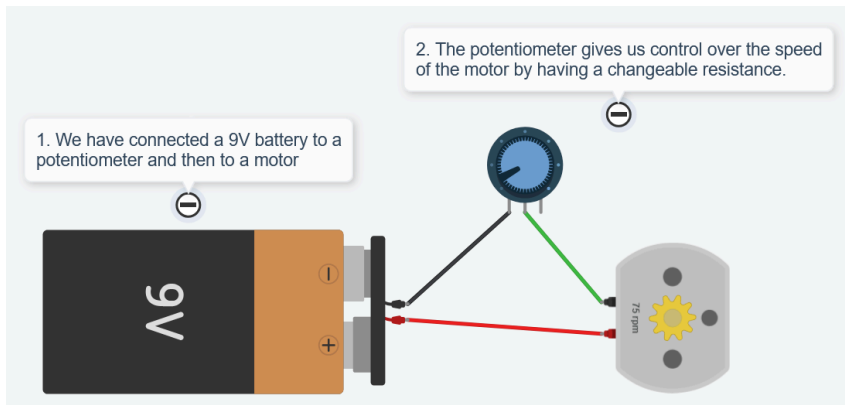 2. The potentiometer gives us control over the speed
of the motor by having a changeable resistance.
1. We have connected a 9V battery to a
potentiometer and then to a motor
9V
−
+
75 rpm